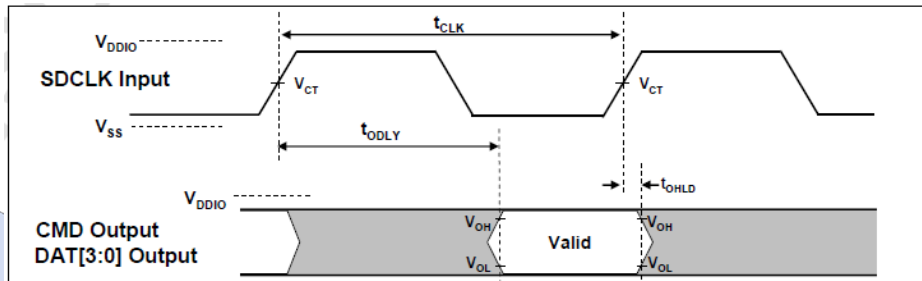 tCLK
VDDIO
SDCLK Input
VCT
VCT
VSS
tODLY
VDDIO
tOHLD
CMD Output
DAT[3:0] Output
VOH
Valid
VOH
VOL
VOL